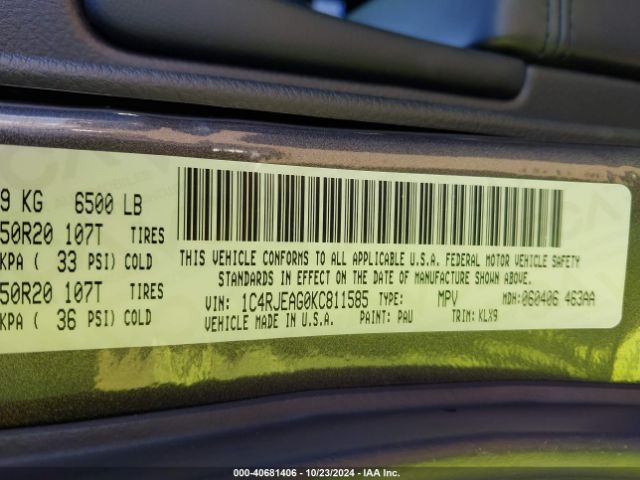 9 KG 6500 LB
50R20 107T TIRES
KPA ( 33 PSI) COLD
50R20 107T TIRES
KPA ( 36 PSI) COLD
THIS VEHICLE CONFORMS TO ALL APPLICABLE U.S.A. FEDERAL MOTOR VEHICLE SAFETY
STANDARDS IN EFFECT ON THE DATE OF MANUFACTURE SHOWN ABOVE.
VIN: 1C4RJEAG0KC811585 TYPE: MPV MDH: 060406 463AA
VEHICLE MADE IN U.S.A. PAINT: PAU TRIM: KLX9
000-40681406 - 10/23/2024 - IAA Inc.